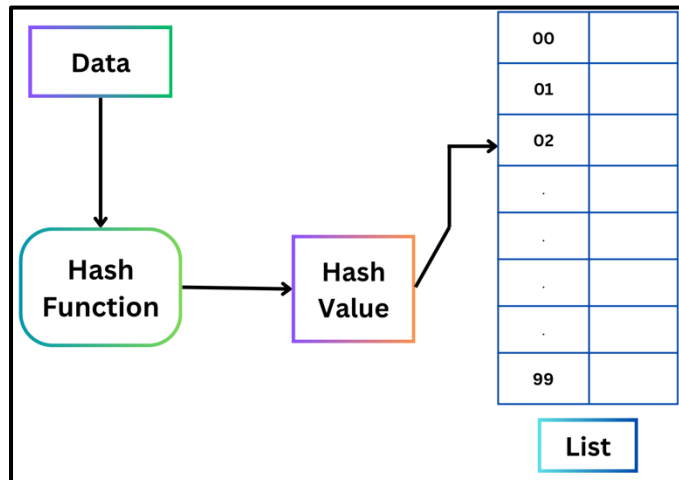 Data
Hash
Function
Hash
Value
00
01
02
.
.
.
.
99
List